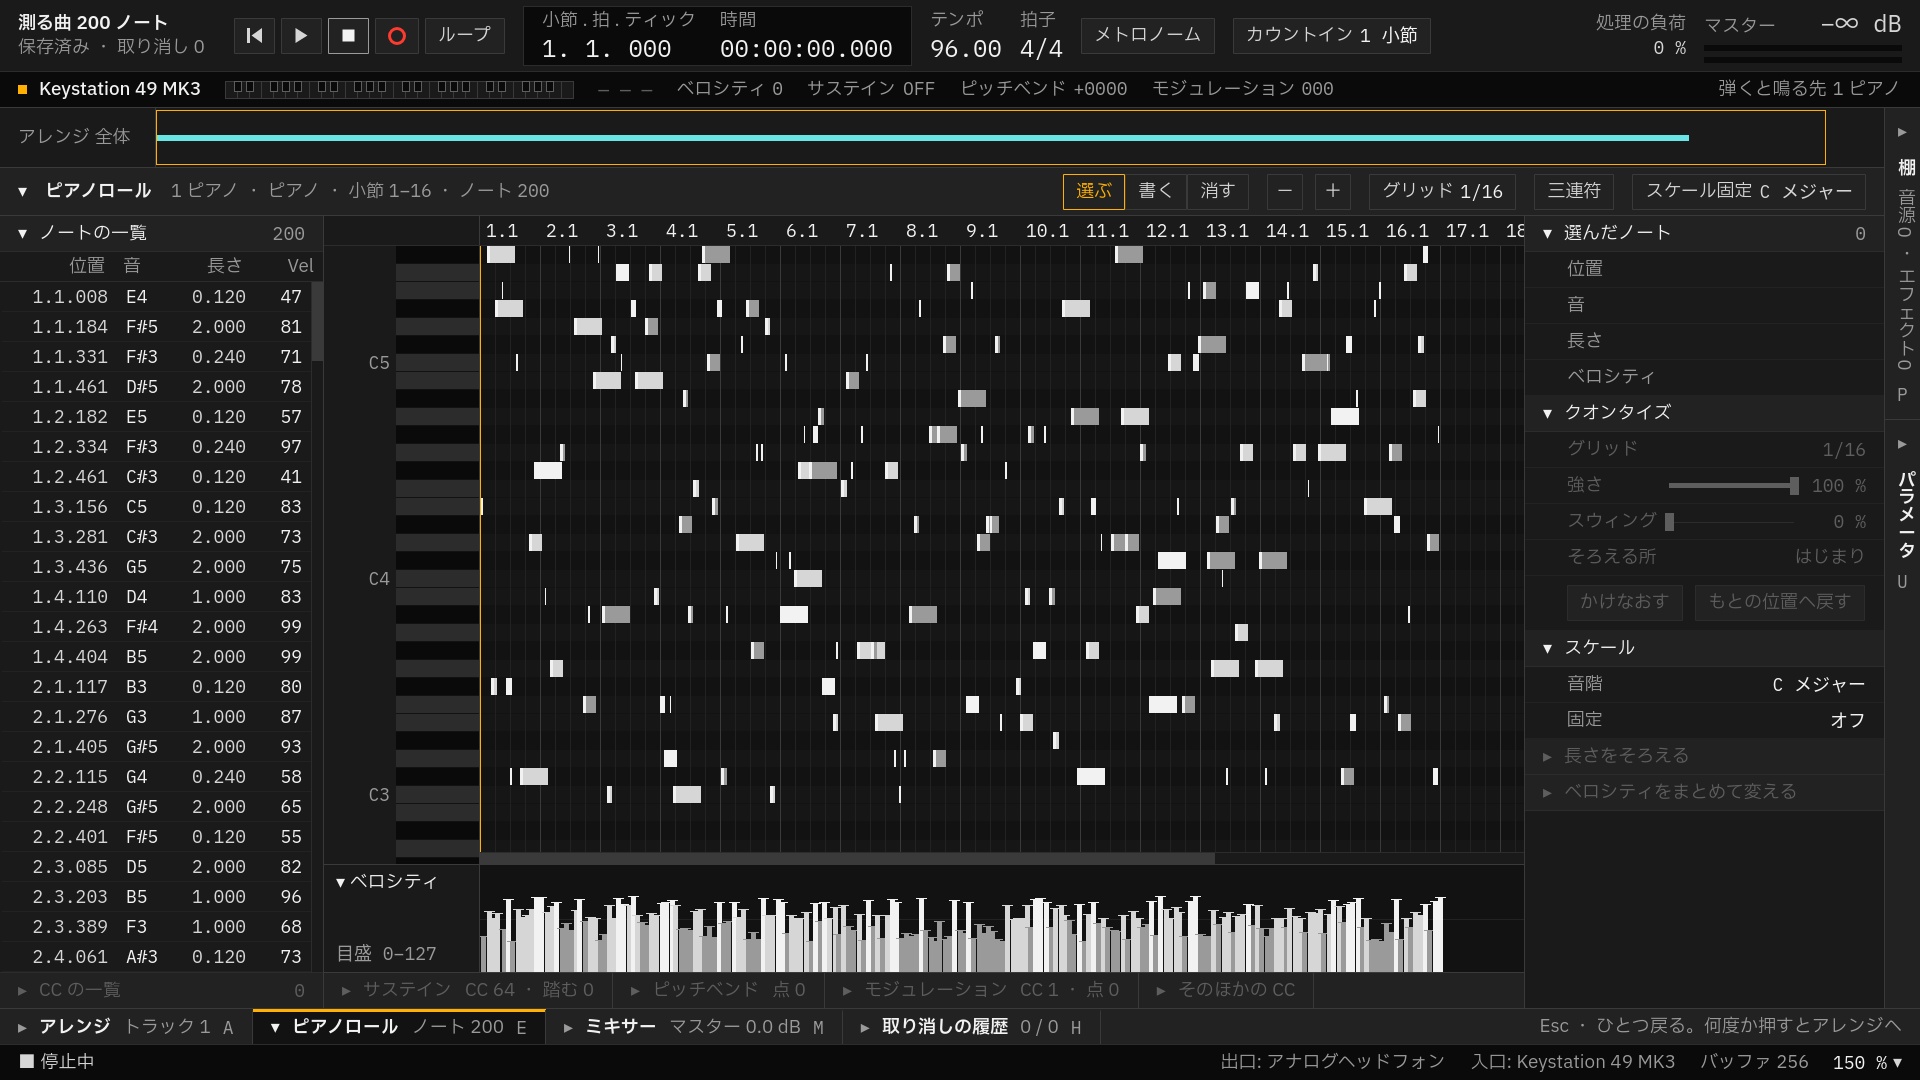 測る曲 200 ノート
保存済み · 取り消し 0
ループ
小節 . 拍 . ティック 時間
1. 1. 000 00:00:00.000
テンポ 拍子
96.00 4/4
メトロノーム
カウントイン 1 小節
処理の負荷
0 %
マスター −∞ dB
Keystation 49 MK3
– – – ベロシティ 0 サステイン OFF ピッチベンド +0000 モジュレーション 000
弾くと鳴る先 1 ピアノ
アレンジ 全体
▼ ピアノロール 1 ピアノ · ピアノ · 小節 1–16 · ノート 200
選ぶ 書く 消す − + グリッド 1/16 三連符 スケール固定 C メジャー
▼ ノートの一覧 200
位置 音 長さ Vel
1.1.008 E4 0.120 47
1.1.184 F#5 2.000 81
1.1.331 F#3 0.240 71
1.1.461 D#5 2.000 78
1.2.182 E5 0.120 57
1.2.334 F#3 0.240 97
1.2.461 C#3 0.120 41
1.3.156 C5 0.120 83
1.3.281 C#3 2.000 73
1.3.436 G5 2.000 75
1.4.110 D4 1.000 83
1.4.263 F#4 2.000 99
1.4.404 B5 2.000 99
2.1.117 B3 0.120 80
2.1.276 G3 1.000 87
2.1.405 G#5 2.000 93
2.2.115 G4 0.240 58
2.2.248 G#5 2.000 65
2.2.401 F#5 0.120 55
2.3.085 D5 2.000 82
2.3.203 B5 1.000 96
2.3.389 F3 1.000 68
2.4.061 A#3 0.120 73
▶ CC の一覧 0
1.1 2.1 3.1 4.1 5.1 6.1 7.1 8.1 9.1 10.1 11.1 12.1 13.1 14.1 15.1 16.1 17.1 18
C5
C4
C3
▼ ベロシティ
目盛 0–127
▶ サステイン CC 64 · 踏む 0 ▶ ピッチベンド 点 0 ▶ モジュレーション CC 1 · 点 0 ▶ そのほかの CC
▼ 選んだノート 0
位置
音
長さ
ベロシティ
▼ クオンタイズ
グリッド 1/16
強さ 100 %
スウィング 0 %
そろえる所 はじまり
かけなおす もとの位置へ戻す
▼ スケール
音階 C メジャー
固定 オフ
▶ 長さをそろえる
▶ ベロシティをまとめて変える
▶ 棚 音源 0 · エフェクト 0 P
▶ パラメータ U
▶ アレンジ トラック 1 A ▼ ピアノロール ノート 200 E ▶ ミキサー マスター 0.0 dB M ▶ 取り消しの履歴 0 / 0 H
Esc · ひとつ戻る。何度か押すとアレンジへ
停止中
出口: アナログヘッドフォン 入口: Keystation 49 MK3 バッファ 256 150 % ▼